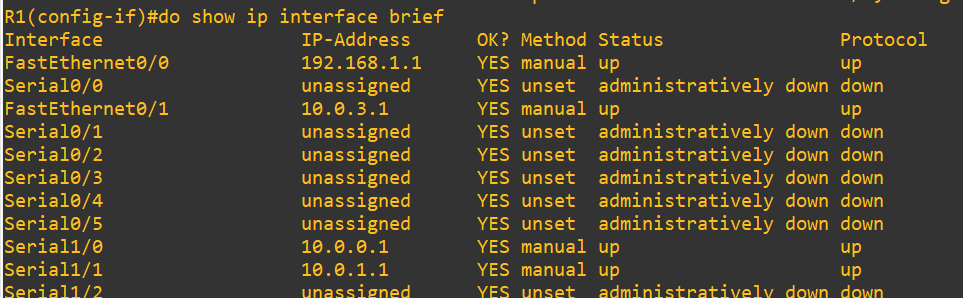 R1(config-if)#do show ip interface brief
Interface                  IP-Address      OK? Method Status                Protocol
FastEthernet0/0            192.168.1.1     YES manual up                    up
Serial0/0                  unassigned      YES unset  administratively down down
FastEthernet0/1            10.0.3.1        YES manual up                    up
Serial0/1                  unassigned      YES unset  administratively down down
Serial0/2                  unassigned      YES unset  administratively down down
Serial0/3                  unassigned      YES unset  administratively down down
Serial0/4                  unassigned      YES unset  administratively down down
Serial0/5                  unassigned      YES unset  administratively down down
Serial1/0                  10.0.0.1        YES manual up                    up
Serial1/1                  10.0.1.1        YES manual up                    up
Serial1/2                  unassigned      YES unset  administratively down down